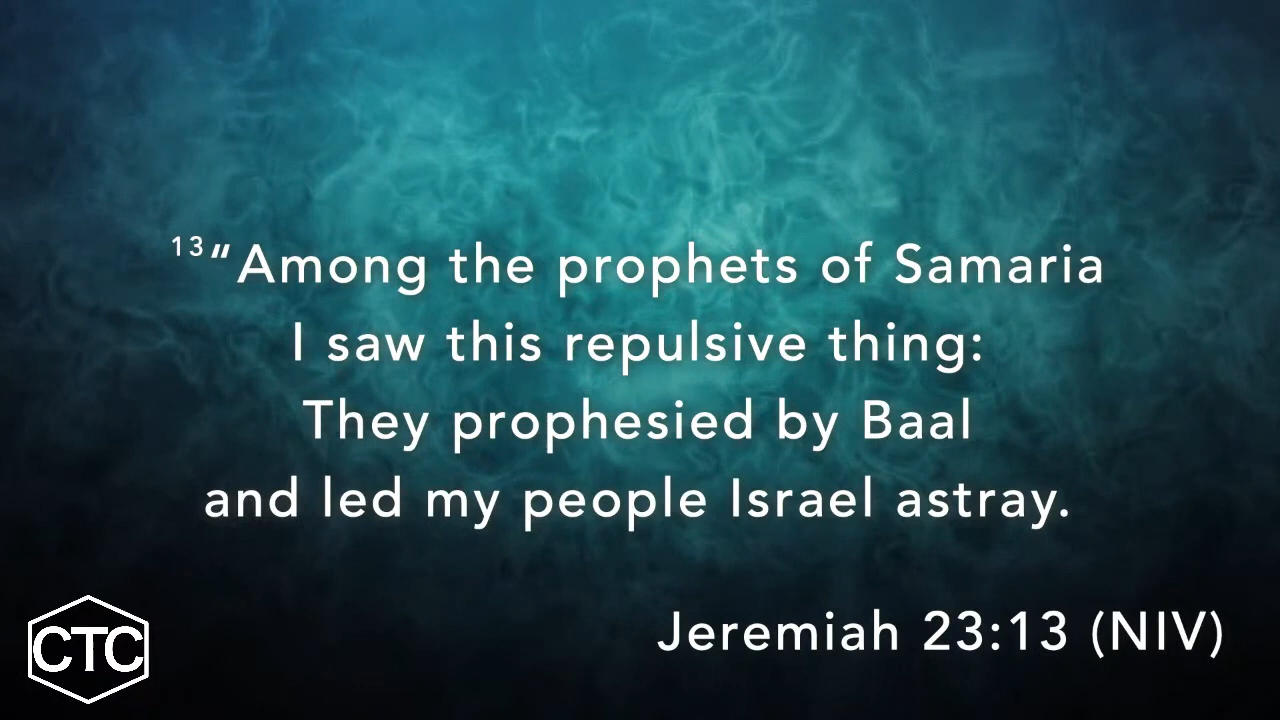 13“Among the prophets of Samaria
I saw this repulsive thing:
They prophesied by Baal
and led my people Israel astray.
Jeremiah 23:13 (NIV)
CTC